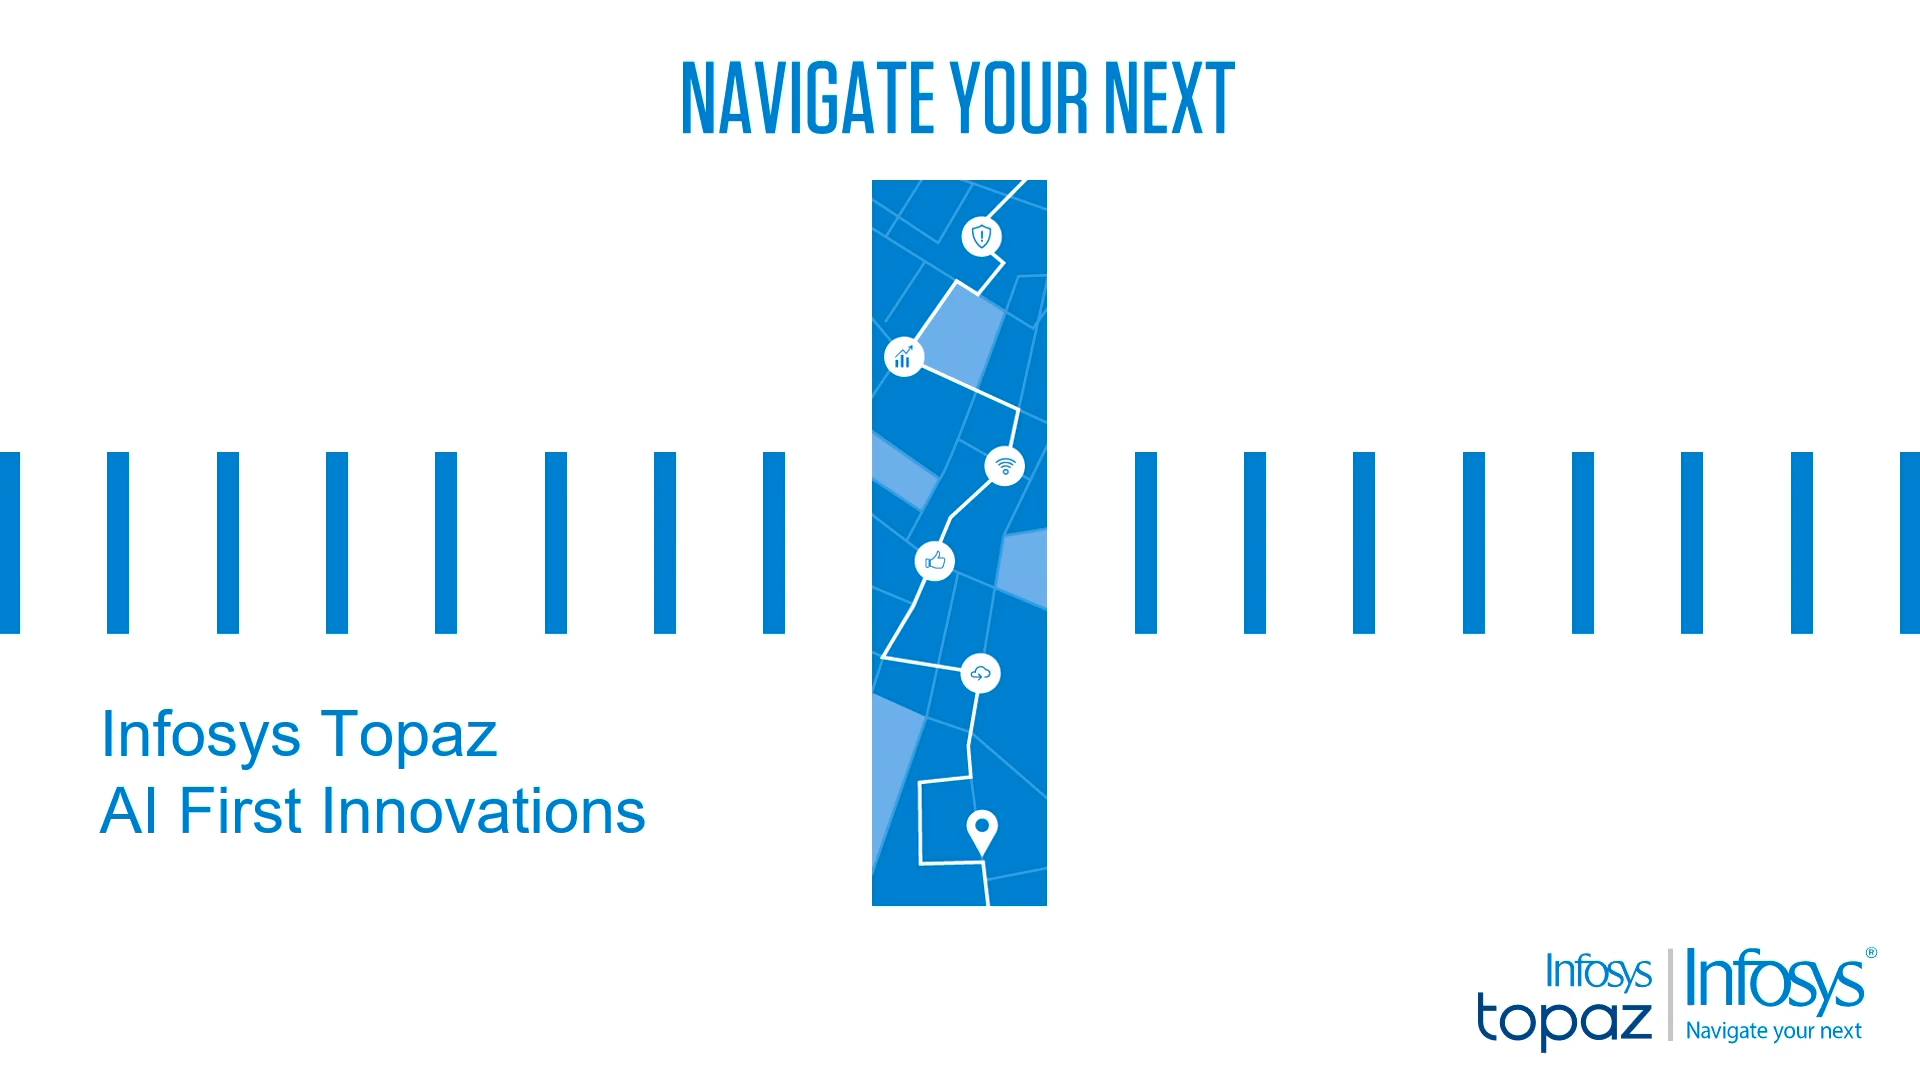 NAVIGATE YOUR NEXT
Infosys Topaz
AI First Innovations
Infosys
topaz
Infosys®
Navigate your next